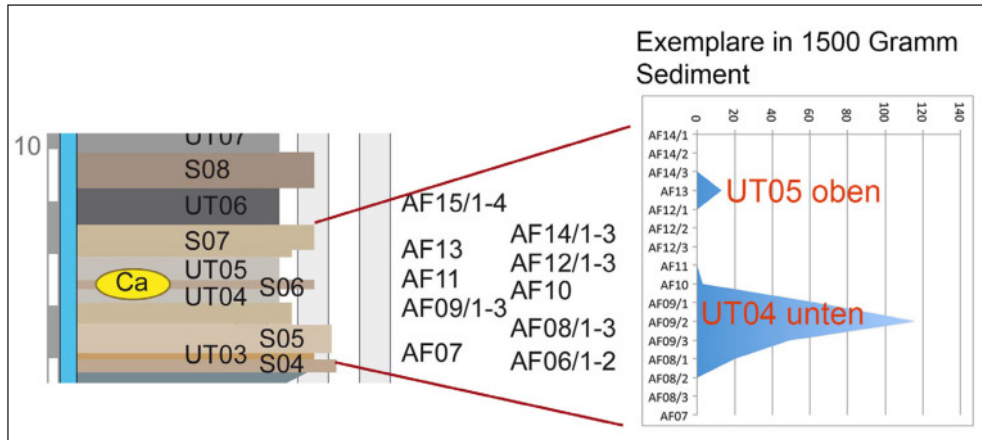 Exemplare in 1500 Gramm
Sediment
10
UT07
S08
UT06
S07
UT05
Ca
S06
UT04
S05
UT03
S04
AF15/1-4
AF14/1-3
AF13
AF12/1-3
AF11
AF10
AF09/1-3
AF08/1-3
AF07
AF06/1-2
0 20 40 60 80 100 120 140
AF14/1
AF14/2
AF14/3
AF13
UT05 oben
AF12/1
AF12/2
AF12/3
AF11
AF10
AF09/1
UT04 unten
AF09/2
AF09/3
AF08/1
AF08/2
AF08/3
AF07